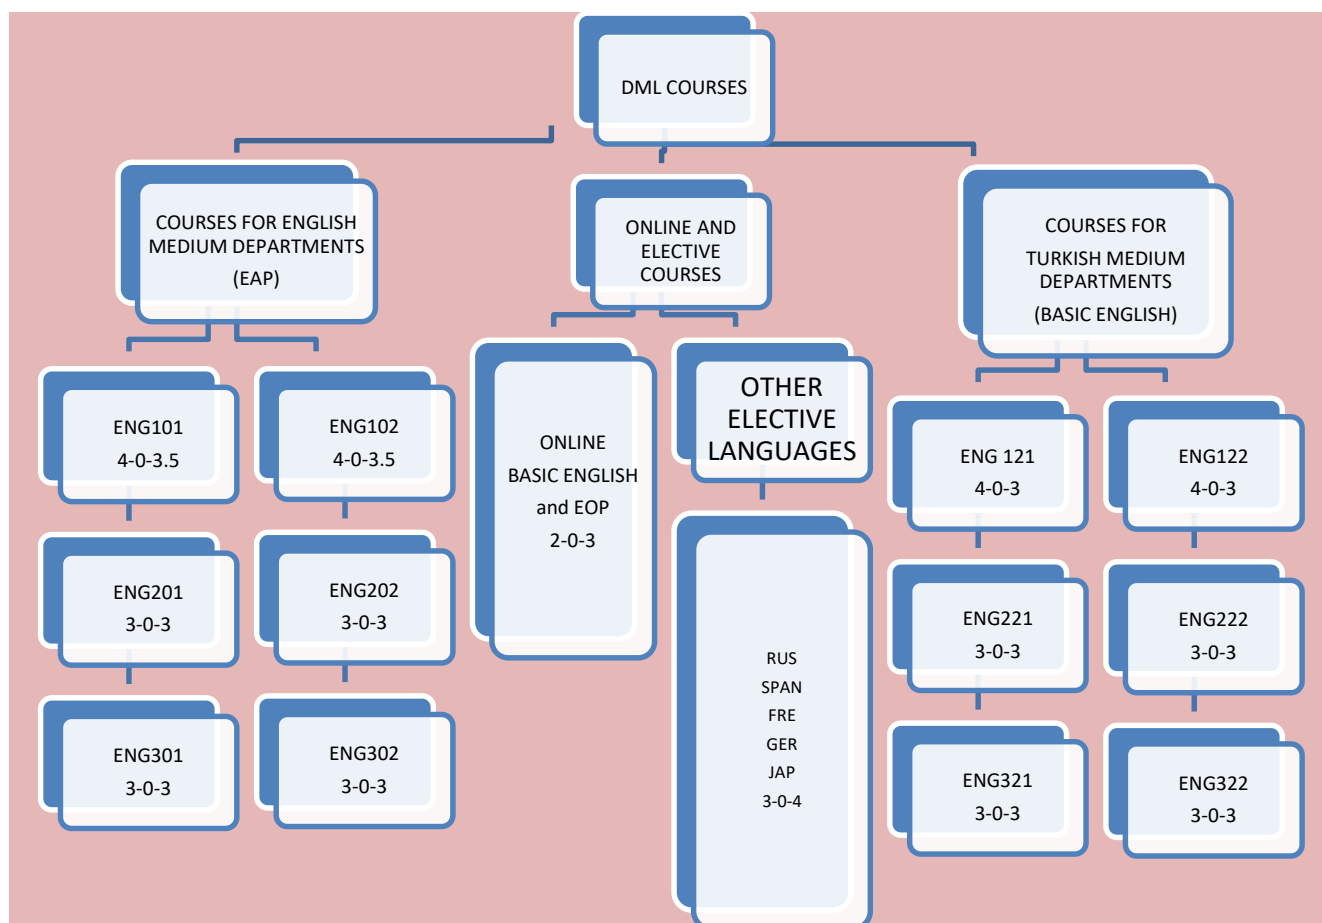 DML COURSES
COURSES FOR ENGLISH
MEDIUM DEPARTMENTS
(EAP)
ENG101
4-0-3.5
ENG201
3-0-3
ENG301
3-0-3
ENG102
4-0-3.5
ENG202
3-0-3
ENG302
3-0-3
ONLINE AND
ELECTIVE
COURSES
ONLINE
BASIC ENGLISH
and EOP
2-0-3
OTHER
ELECTIVE
LANGUAGES
RUS
SPAN
FRE
GER
JAP
3-0-4
COURSES FOR
TURKISH MEDIUM
DEPARTMENTS
(BASIC ENGLISH)
ENG 121
4-0-3
ENG221
3-0-3
ENG321
3-0-3
ENG122
4-0-3
ENG222
3-0-3
ENG322
3-0-3